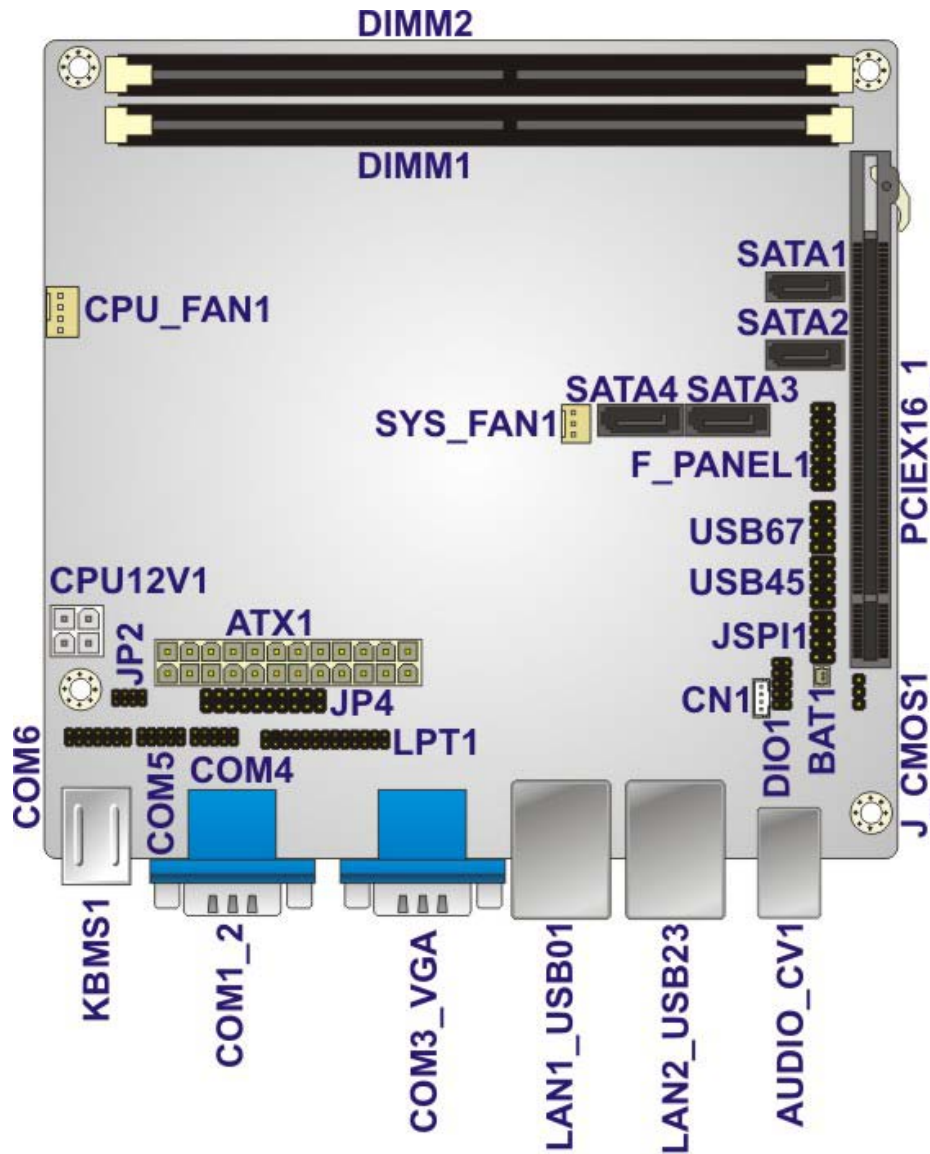 DIMM2
DIMM1
SATA1
CPU_FAN1
SATA2
SATA4
SATA3
SYS_FAN1
F_PANEL1
PCIEX16_1
USB67
CPU12V1
USB45
ATX1
JSPI1
JP2
JP4
CN1
DIO1
BAT1
J_CMOS1
COM6
COM5
COM4
LPT1
KBMS1
COM1_2
COM3_VGA
LAN1_USB01
LAN2_USB23
AUDIO_CV1